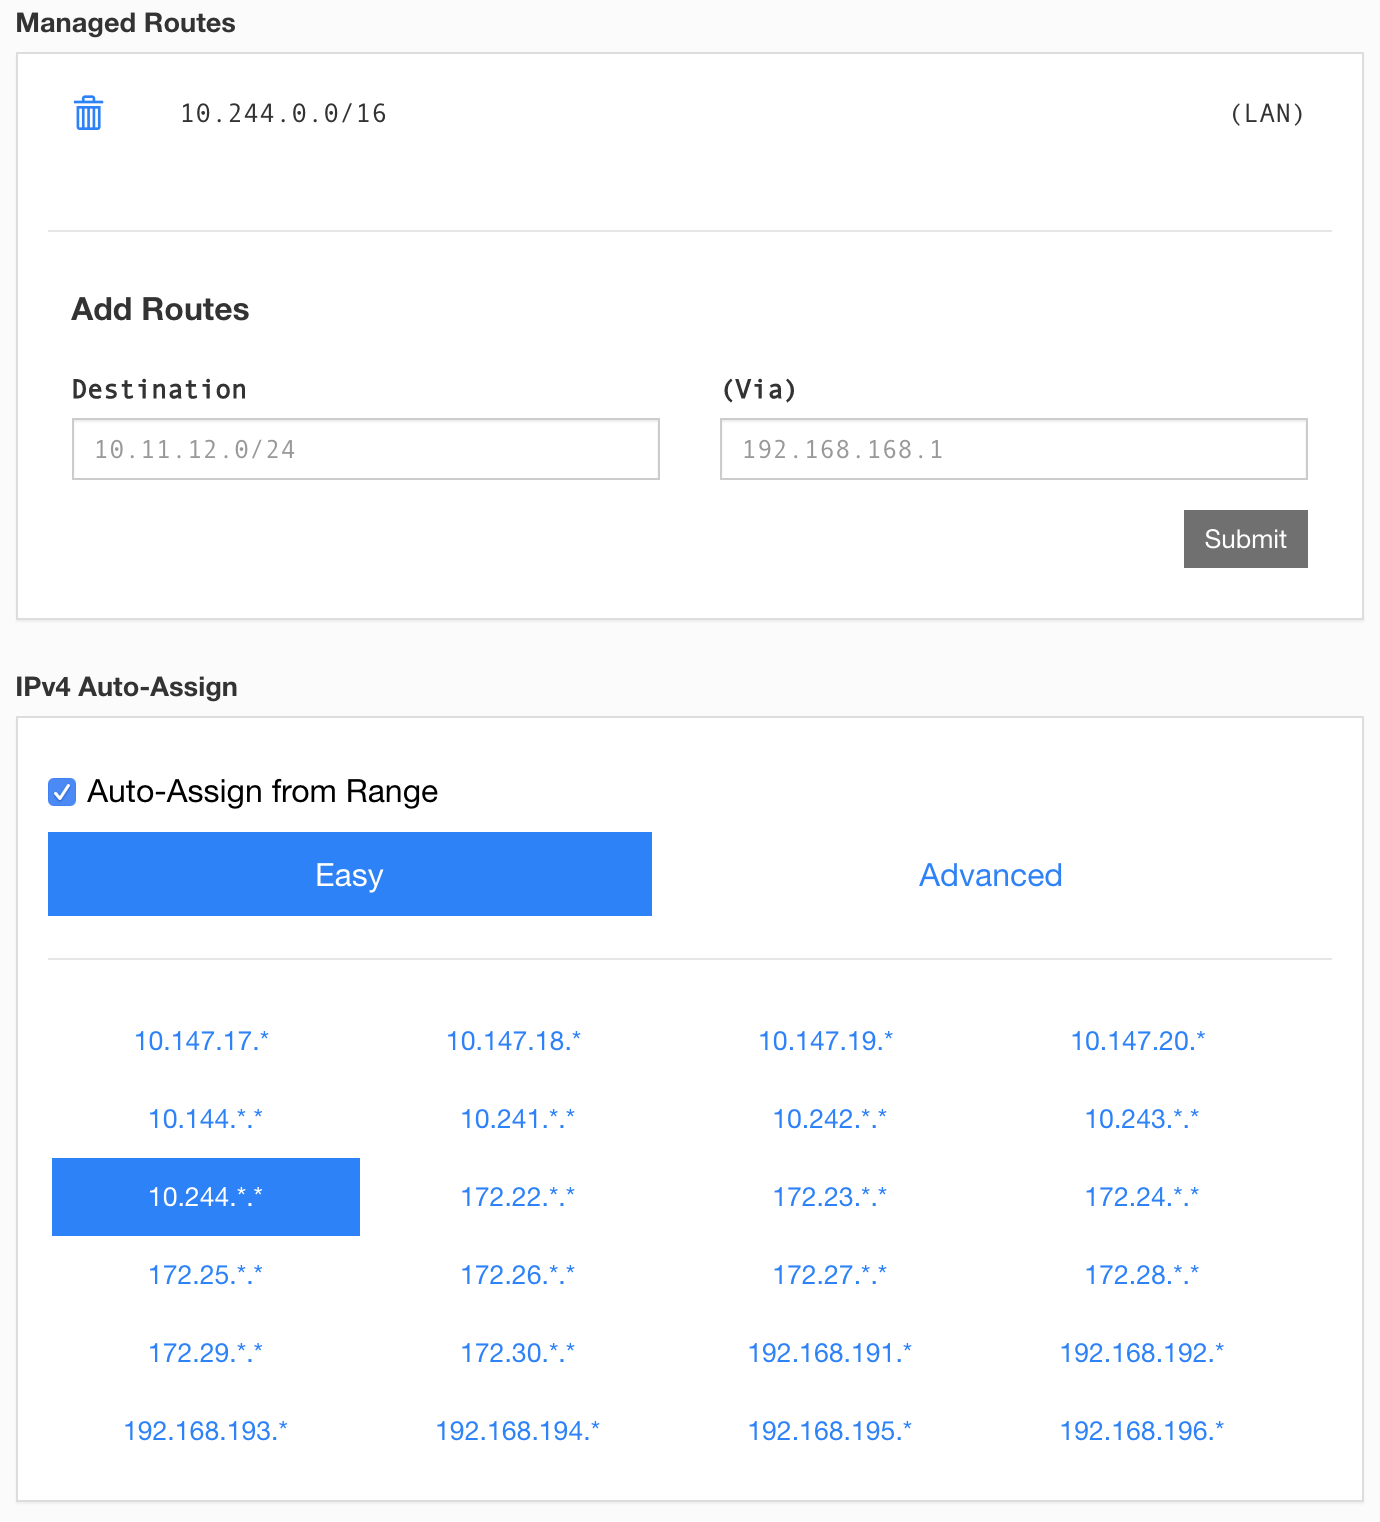 Managed Routes
10.244.0.0/16 (LAN)
Add Routes
Destination (Via)
10.11.12.0/24 192.168.168.1
Submit
IPv4 Auto-Assign
Auto-Assign from Range
Easy Advanced
10.147.17.* 10.147.18.* 10.147.19.* 10.147.20.*
10.144.*.* 10.241.*.* 10.242.*.* 10.243.*.*
10.244.*.* 172.22.*.* 172.23.*.* 172.24.*.*
172.25.*.* 172.26.*.* 172.27.*.* 172.28.*.*
172.29.*.* 172.30.*.* 192.168.191.* 192.168.192.*
192.168.193.* 192.168.194.* 192.168.195.* 192.168.196.*